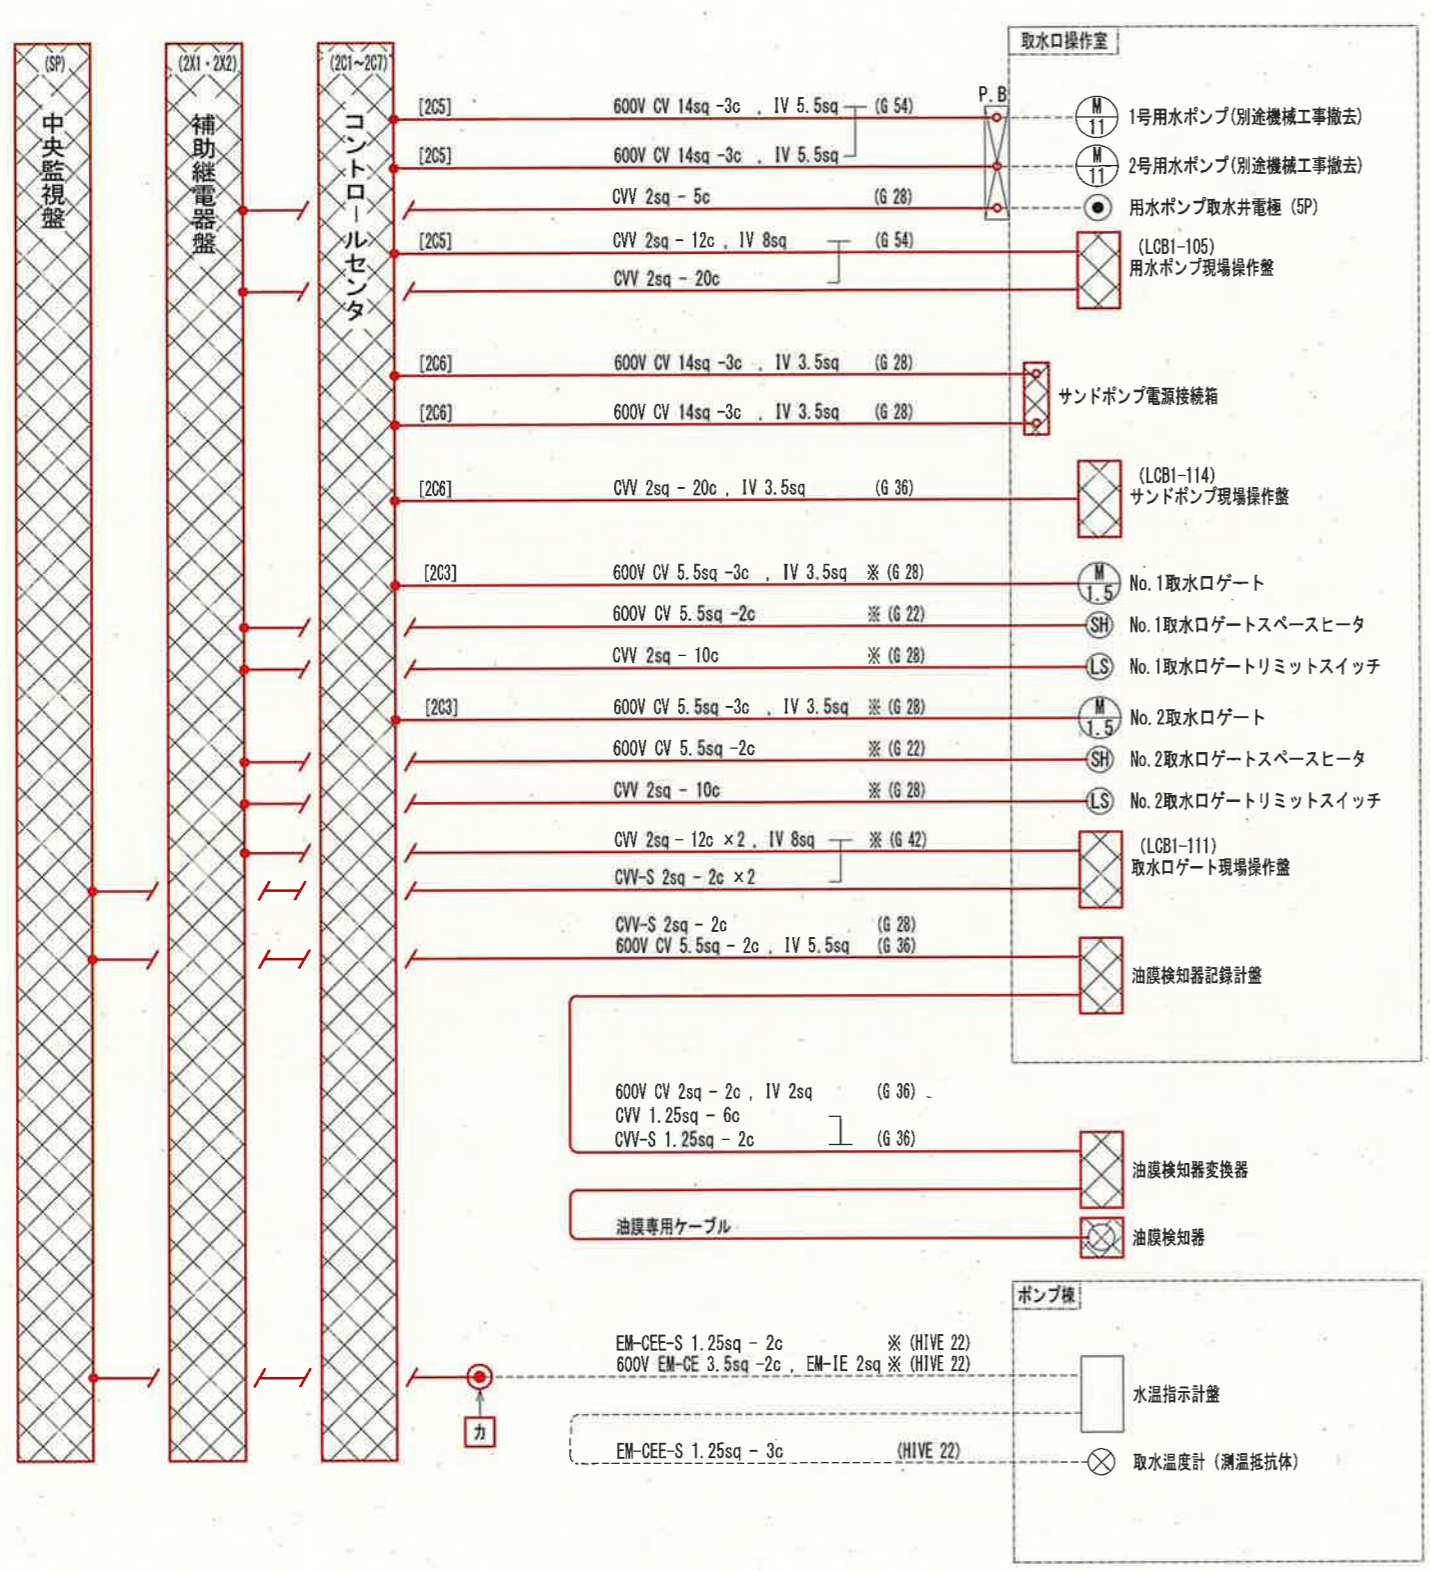 (SP)
中央監視盤
(2X1・2X2)
補助継電器盤
(2C1~2C7)
コントロールセンタ
取水口操作室
P.B
[2C5] 600V CV 14sq -3c , IV 5.5sq (G 54)
M 11 1号用水ポンプ(別途機械工事撤去)
[2C5] 600V CV 14sq -3c , IV 5.5sq
M 11 2号用水ポンプ(別途機械工事撤去)
CVV 2sq - 5c (G 28)
用水ポンプ取水井電極 (5P)
[2C5] CVV 2sq - 12c , IV 8sq (G 54)
(LCB1-105)
用水ポンプ現場操作盤
CVV 2sq - 20c
[2C6] 600V CV 14sq -3c , IV 3.5sq (G 28)
サンドポンプ電源接続箱
[2C6] 600V CV 14sq -3c , IV 3.5sq (G 28)
(LCB1-114)
[2C6] CVV 2sq - 20c , IV 3.5sq (G 36)
サンドポンプ現場操作盤
[2C3] 600V CV 5.5sq -3c , IV 3.5sq ※ (G 28)
M 1.5 No.1取水口ゲート
600V CV 5.5sq -2c ※ (G 22)
SH No.1取水口ゲートスペースヒータ
CVV 2sq - 10c ※ (G 28)
LS No.1取水口ゲートリミットスイッチ
[2C3] 600V CV 5.5sq -3c , IV 3.5sq ※ (G 28)
M 1.5 No.2取水口ゲート
600V CV 5.5sq -2c ※ (G 22)
SH No.2取水口ゲートスペースヒータ
CVV 2sq - 10c ※ (G 28)
LS No.2取水口ゲートリミットスイッチ
CVV 2sq - 12c ×2 , IV 8sq ※ (G 42)
(LCB1-111)
取水口ゲート現場操作盤
CVV-S 2sq - 2c ×2
CVV-S 2sq - 2c (G 28)
600V CV 5.5sq - 2c , IV 5.5sq (G 36)
油膜検知器記録計盤
600V CV 2sq - 2c , IV 2sq (G 36)
CVV 1.25sq - 6c
CVV-S 1.25sq - 2c (G 36)
油膜検知器変換器
油膜専用ケーブル
油膜検知器
ポンプ棟
EM-CEE-S 1.25sq - 2c ※ (HIVE 22)
600V EM-CE 3.5sq -2c , EM-IE 2sq ※ (HIVE 22)
水温指示計盤
カ
EM-CEE-S 1.25sq - 3c (HIVE 22)
取水温度計 (測温抵抗体)